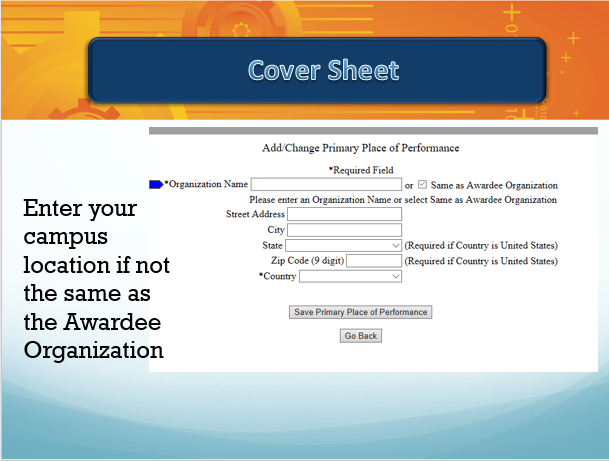 Cover Sheet
Enter your
campus
location if not
the same as
the Awardee
Organization
Add/Change Primary Place of Performance
*Required Field
*Organization Name or Same as Awardee Organization
Please enter an Organization Name or select Same as Awardee Organization
Street Address
City
State (Required if Country is United States)
Zip Code (9 digit) (Required if Country is United States)
*Country
Save Primary Place of Performance
Go Back